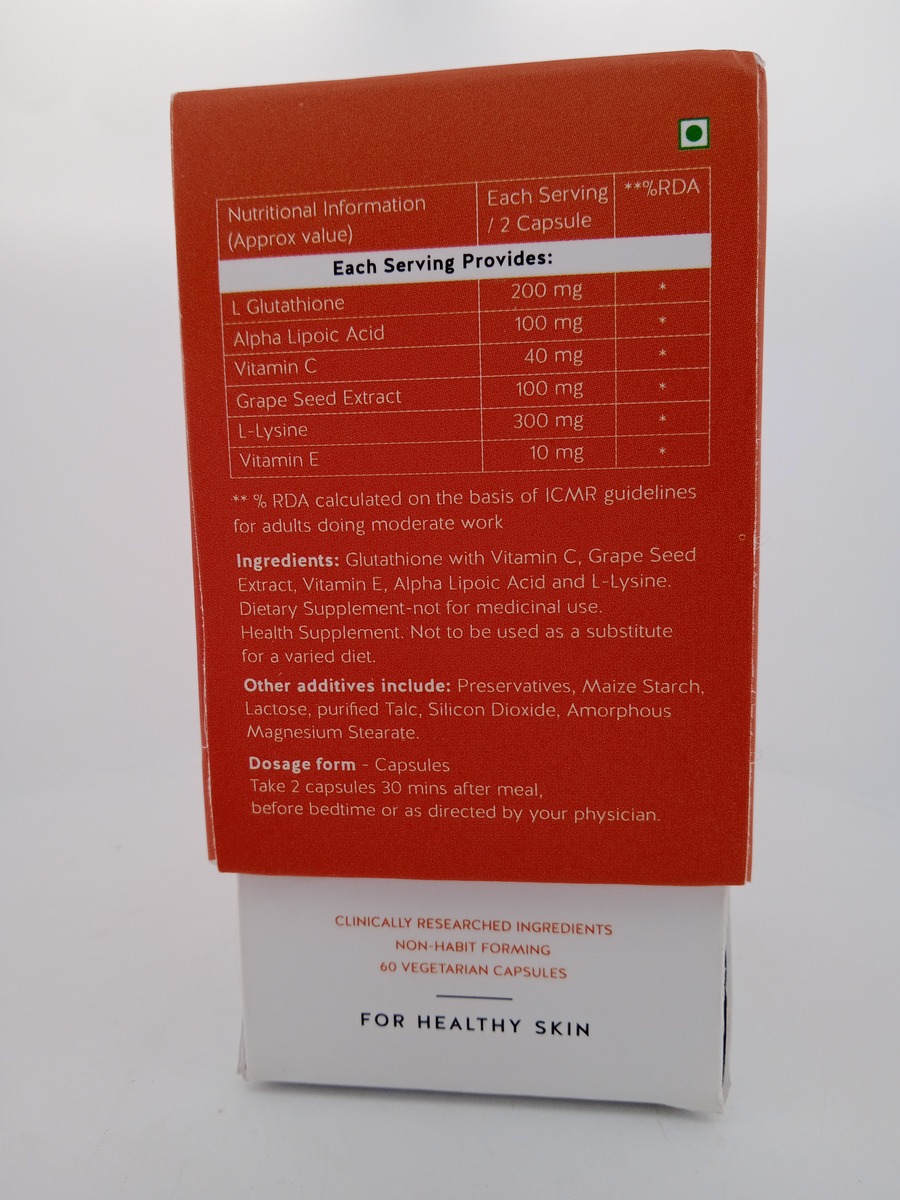 Nutritional Information (Approx value) Each Serving / 2 Capsule **%RDA
Each Serving Provides:
L Glutathione 200 mg *
Alpha Lipoic Acid 100 mg *
Vitamin C 40 mg *
Grape Seed Extract 100 mg *
L-Lysine 300 mg *
Vitamin E 10 mg *
** % RDA calculated on the basis of ICMR guidelines
for adults doing moderate work
Ingredients: Glutathione with Vitamin C, Grape Seed
Extract, Vitamin E, Alpha Lipoic Acid and L-Lysine.
Dietary Supplement-not for medicinal use.
Health Supplement. Not to be used as a substitute
for a varied diet.
Other additives include: Preservatives, Maize Starch,
Lactose, purified Talc, Silicon Dioxide, Amorphous
Magnesium Stearate.
Dosage form - Capsules
Take 2 capsules 30 mins after meal,
before bedtime or as directed by your physician.
CLINICALLY RESEARCHED INGREDIENTS
NON-HABIT FORMING
60 VEGETARIAN CAPSULES
FOR HEALTHY SKIN